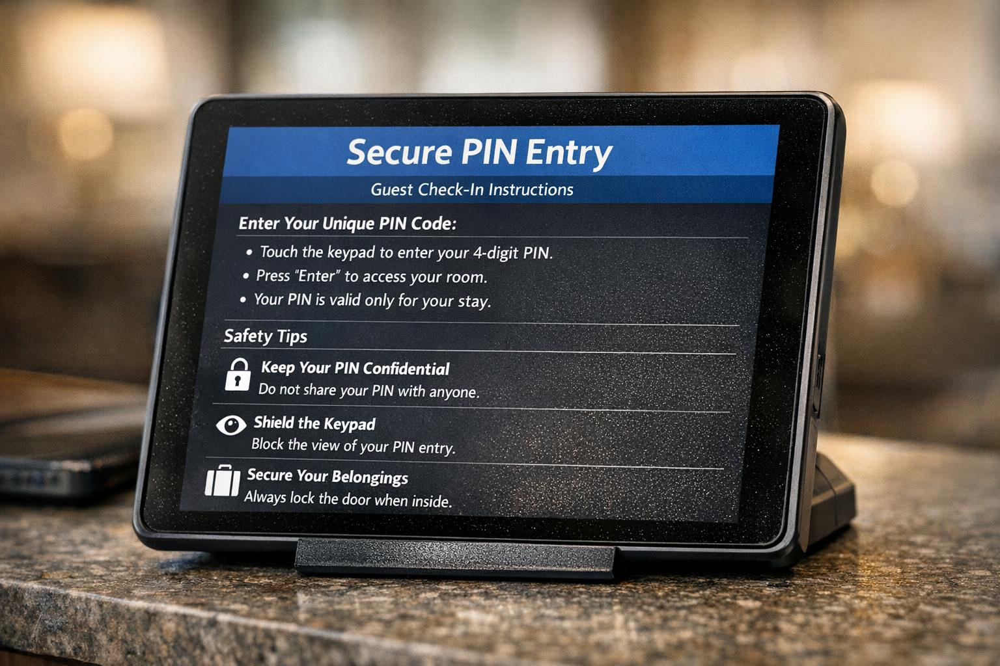 Secure PIN Entry
Guest Check-In Instructions
Enter Your Unique PIN Code:
• Touch the keypad to enter your 4-digit PIN.
• Press "Enter" to access your room.
• Your PIN is valid only for your stay.
Safety Tips
Keep Your PIN Confidential
Do not share your PIN with anyone.
Shield the Keypad
Block the view of your PIN entry.
Secure Your Belongings
Always lock the door when inside.